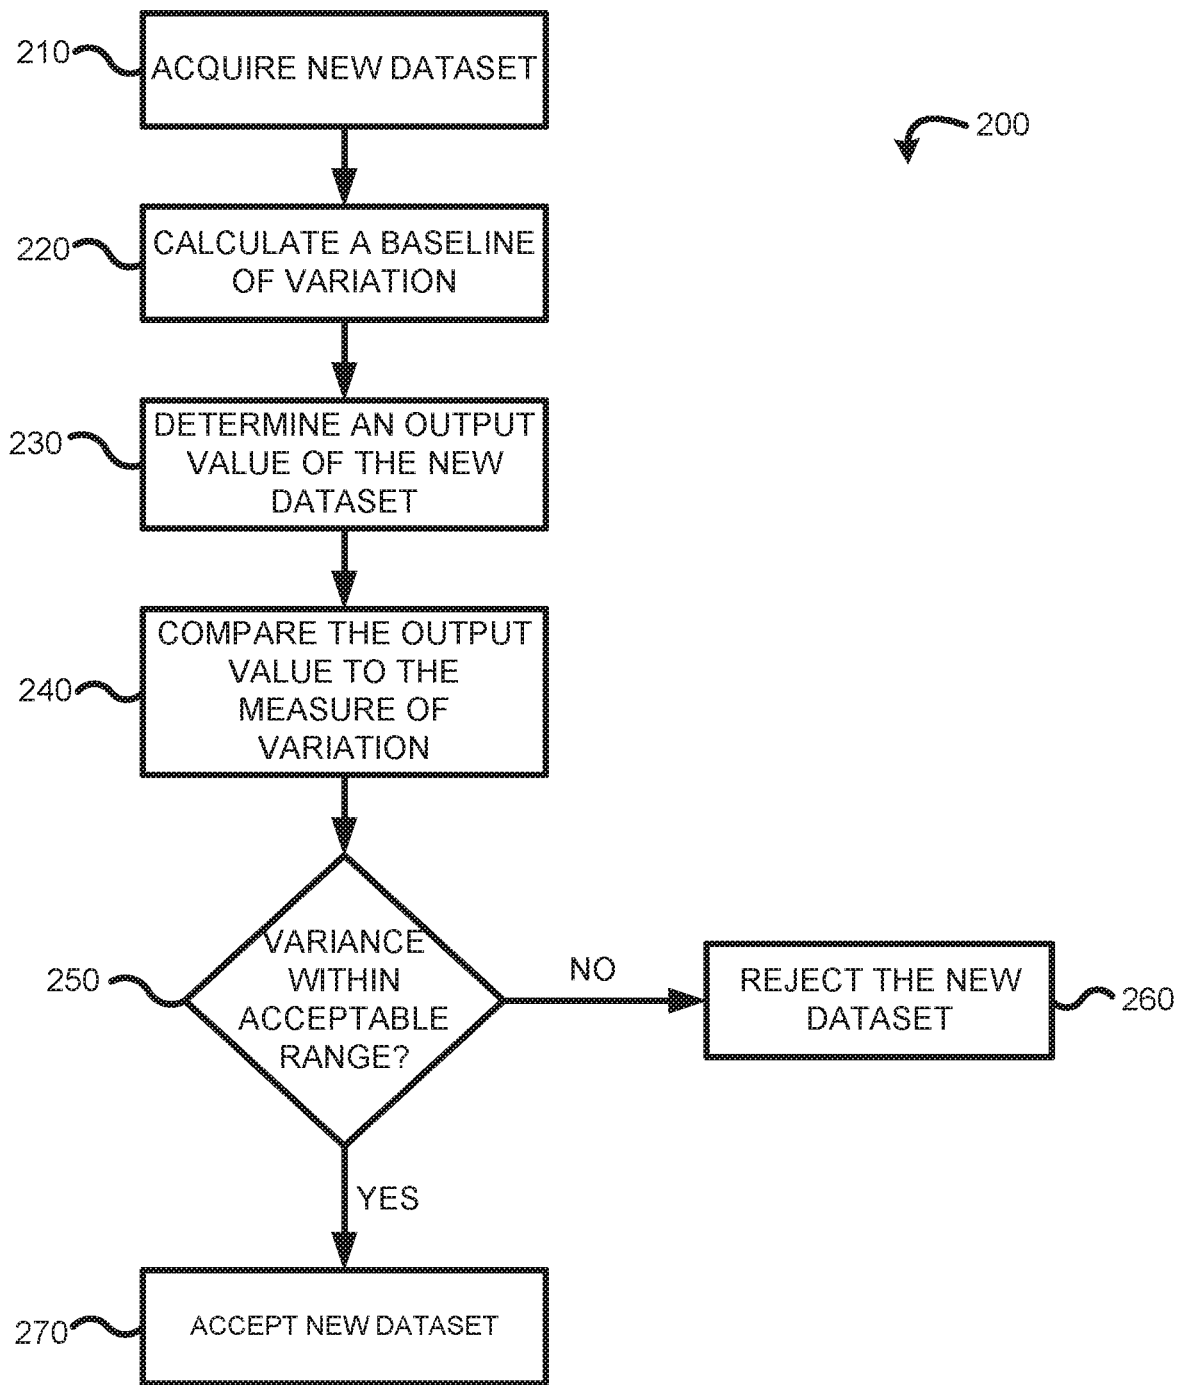 210
ACQUIRE NEW DATASET
200
220
CALCULATE A BASELINE
OF VARIATION
230
DETERMINE AN OUTPUT
VALUE OF THE NEW
DATASET
240
COMPARE THE OUTPUT
VALUE TO THE
MEASURE OF
VARIATION
250
VARIANCE
WITHIN
ACCEPTABLE
RANGE?
NO
REJECT THE NEW
DATASET
260
YES
270
ACCEPT NEW DATASET